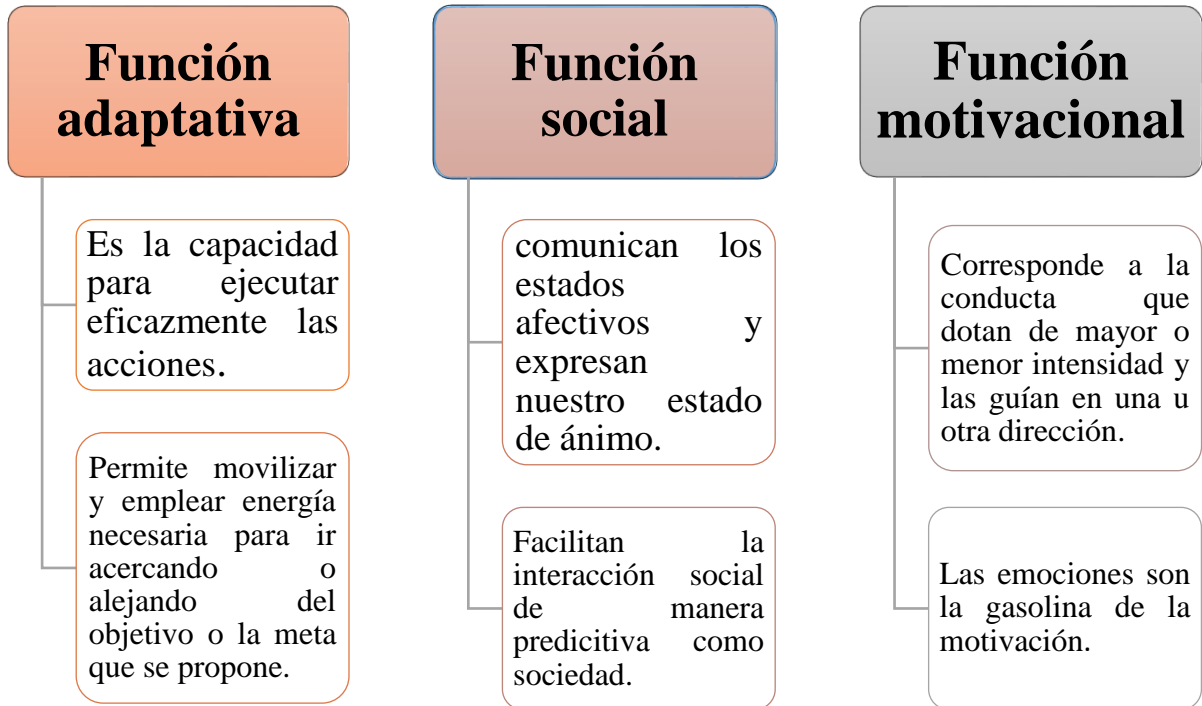 Función
adaptativa
Es la capacidad
para ejecutar
eficazmente las
acciones.
Permite movilizar
y emplear energía
necesaria para ir
acercando o
alejando del
objetivo o la meta
que se propone.
Función
social
comunican los
estados
afectivos y
expresan
nuestro estado
de ánimo.
Facilitan la
interacción social
de manera
predicitiva como
sociedad.
Función
motivacional
Corresponde a la
conducta que
dotan de mayor o
menor intensidad y
las guían en una u
otra dirección.
Las emociones son
la gasolina de la
motivación.